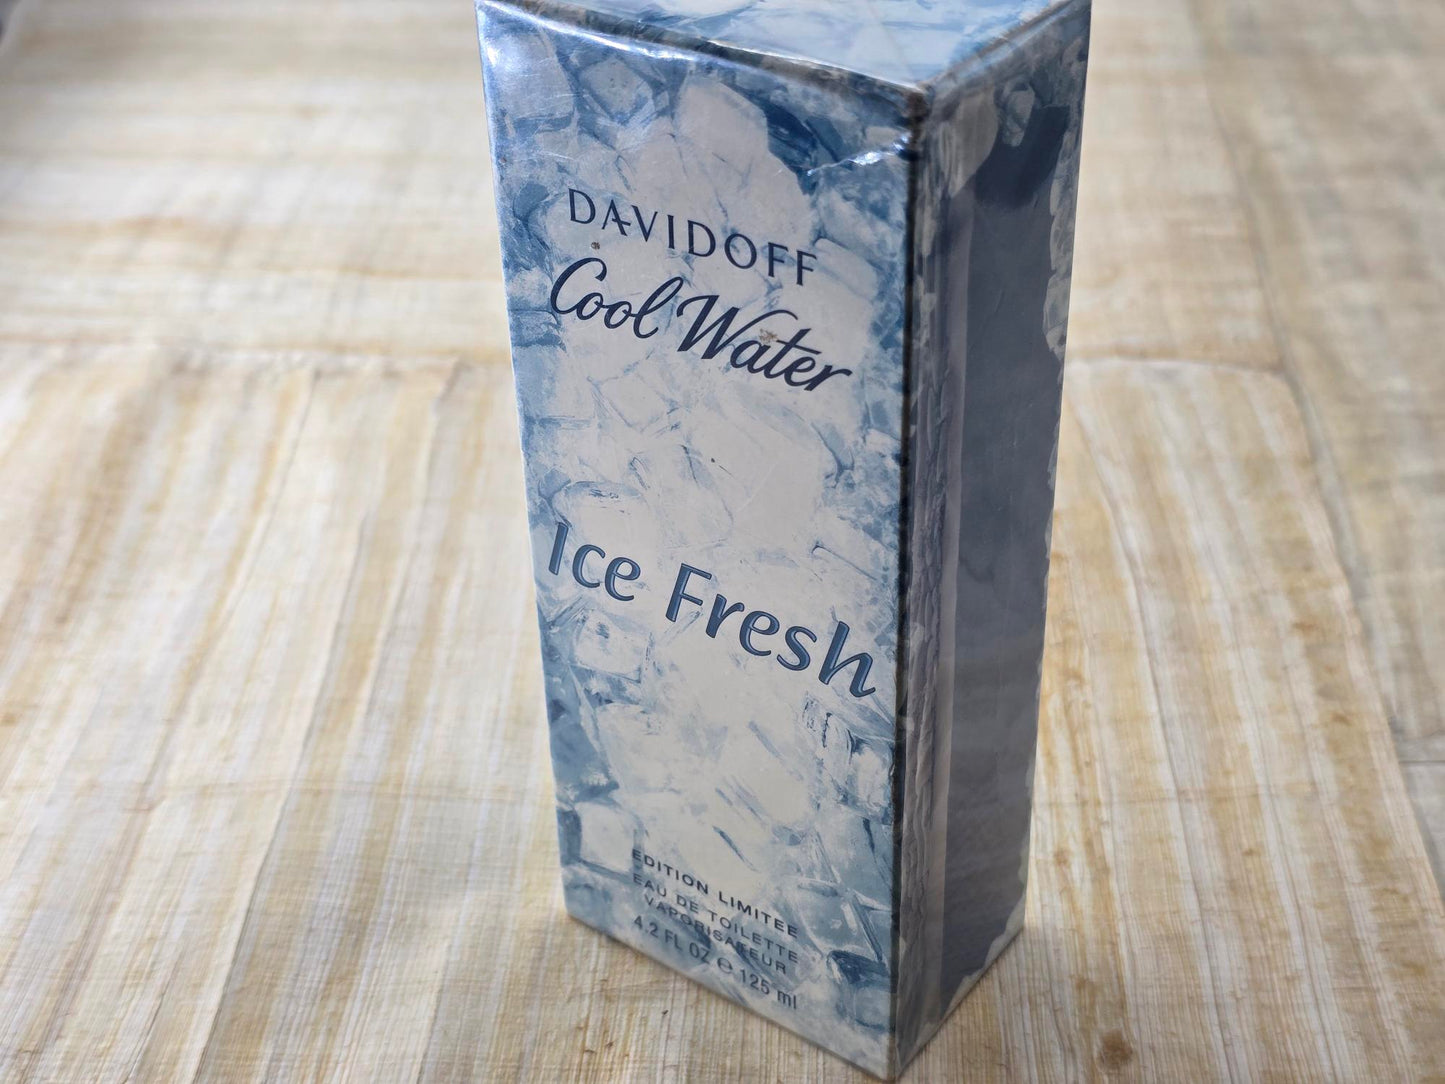 DAVIDOFF
Cool Water
Ice Fresh
EDITION LIMITEE
EAU DE TOILETTE
VAPORISATEUR
4.2 FL OZ ℮ 125 ml